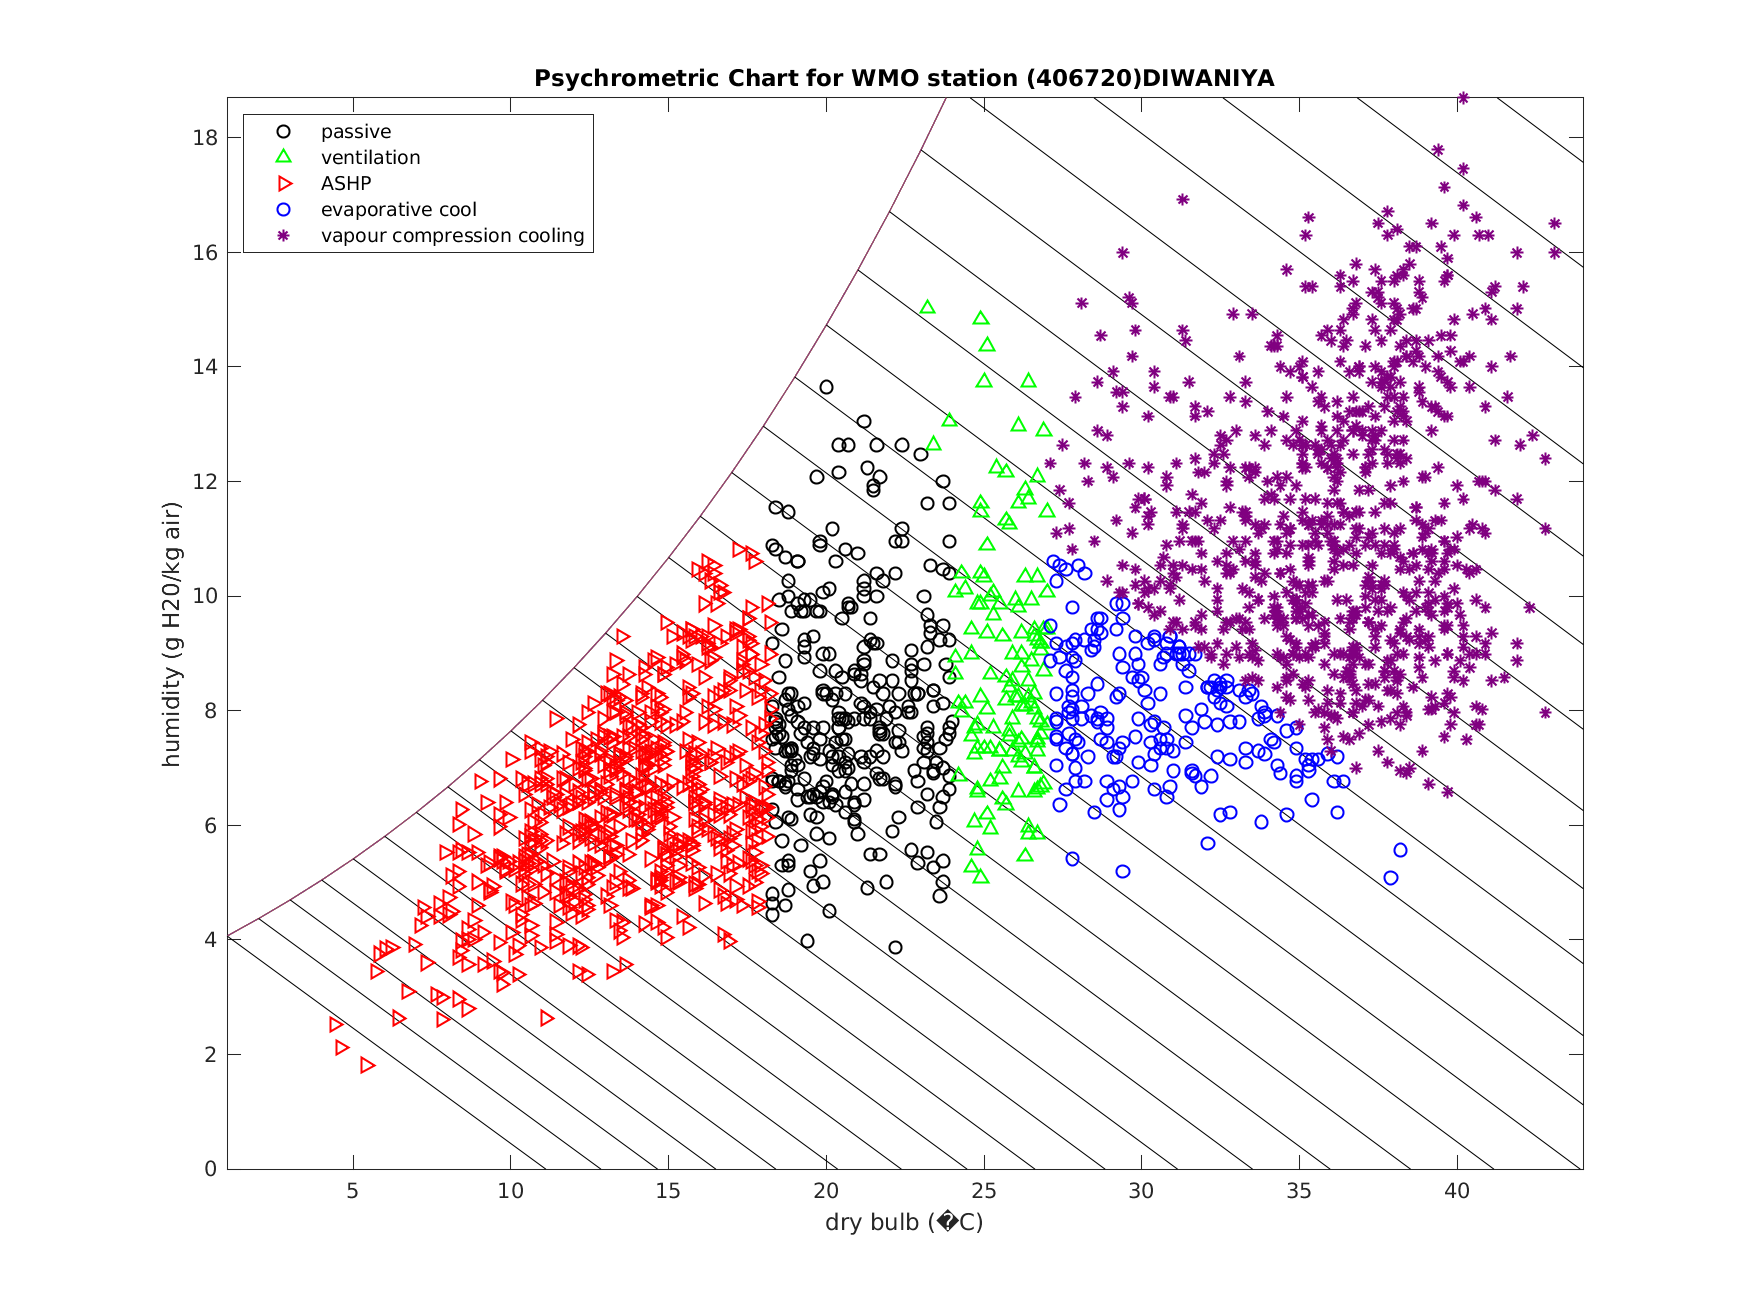 Psychrometric Chart for WMO station (406720)DIWANIYA
passive
ventilation
ASHP
evaporative cool
vapour compression cooling
humidity (g H20/kg air)
18
16
14
12
10
8
6
4
2
0
5 10 15 20 25 30 35 40
dry bulb (�C)